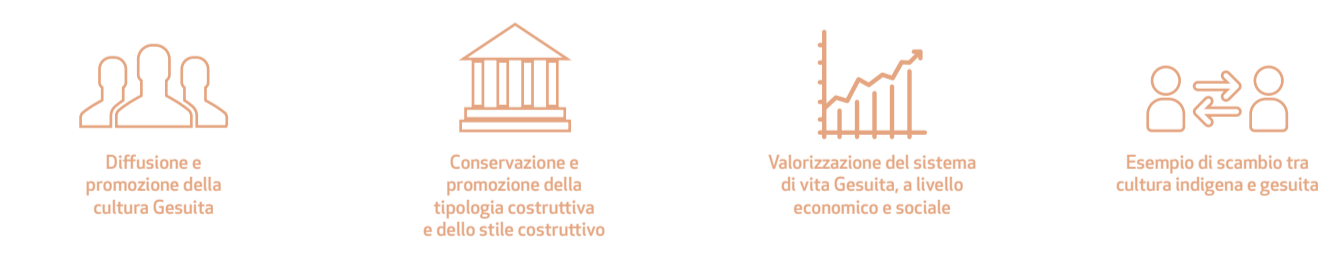 Diffusione e
promozione della
cultura Gesuita
Conservazione e
promozione della
tipologia costruttiva
e dello stile costruttivo
Valorizzazione del sistema
di vita Gesuita, a livello
economico e sociale
Esempio di scambio tra
cultura indigena e gesuita